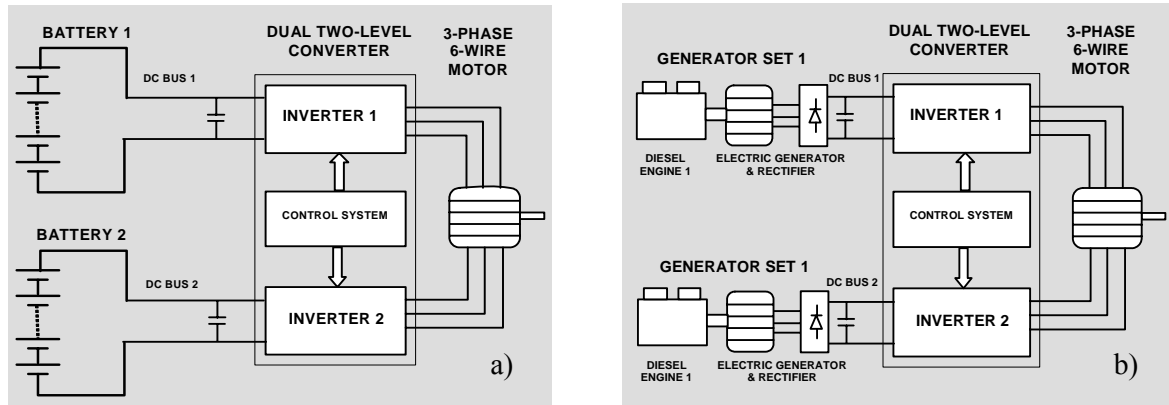 BATTERY 1
DC BUS 1
DUAL TWO-LEVEL
CONVERTER
3-PHASE
6-WIRE
MOTOR
INVERTER 1
CONTROL SYSTEM
BATTERY 2
DC BUS 2
INVERTER 2
a)
DUAL TWO-LEVEL
CONVERTER
3-PHASE
6-WIRE
MOTOR
GENERATOR SET 1
DC BUS 1
INVERTER 1
DIESEL
ENGINE 1
ELECTRIC GENERATOR
& RECTIFIER
CONTROL SYSTEM
GENERATOR SET 1
DC BUS 2
INVERTER 2
DIESEL
ENGINE 1
ELECTRIC GENERATOR
& RECTIFIER
b)